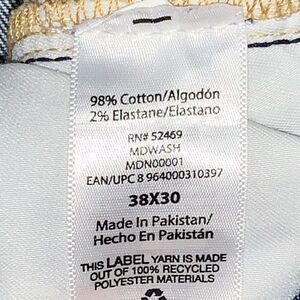 98% Cotton/Algodón
2% Elastane/Elastano
RN# 52469
MDWASH
MDN00001
EAN/UPC 8 964000310397
38X30
Made In Pakistan/
Hecho En Pakistán
THIS LABEL YARN IS MADE
OUT OF 100% RECYCLED
POLYESTER MATERIALS